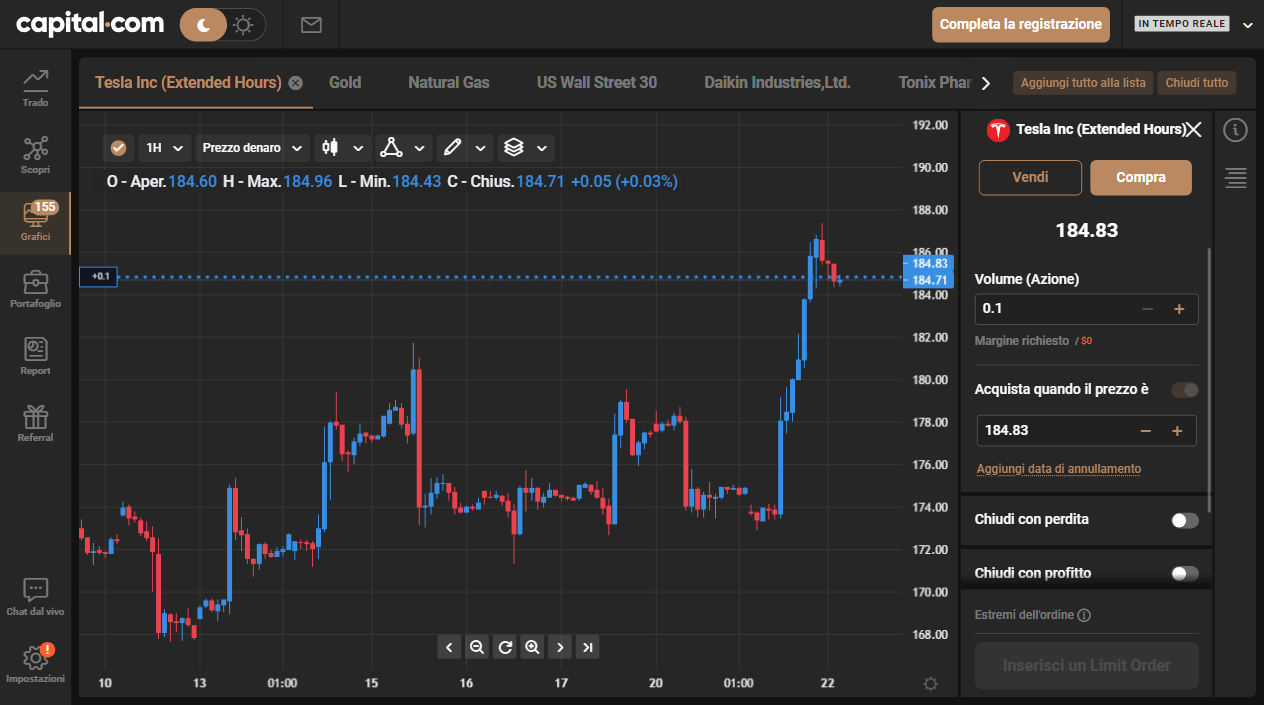 capital.com
Completa la registrazione
IN TEMPO REALE
Trado
Scopri
155
Grafici
Portafoglio
Report
Referral
Chat dal vivo
!
Impostazioni
Tesla Inc (Extended Hours)
Gold
Natural Gas
US Wall Street 30
Daikin Industries,Ltd.
Tonix Phar
Aggiungi tutto alla lista
Chiudi tutto
1H
Prezzo denaro
O - Aper. 184.60 H - Max. 184.96 L - Min. 184.43 C - Chius. 184.71 +0.05 (+0.03%)
+0.1
192.00
190.00
188.00
186.00
184.83
184.71
184.00
182.00
180.00
178.00
176.00
174.00
172.00
170.00
168.00
10
13
01:00
15
16
17
20
01:00
22
Tesla Inc (Extended Hours)
Vendi
Compra
184.83
Volume (Azione)
0.1
Margine richiesto / $0
Acquista quando il prezzo è
184.83
Aggiungi data di annullamento
Chiudi con perdita
Chiudi con profitto
Estremi dell'ordine
Inserisci un Limit Order